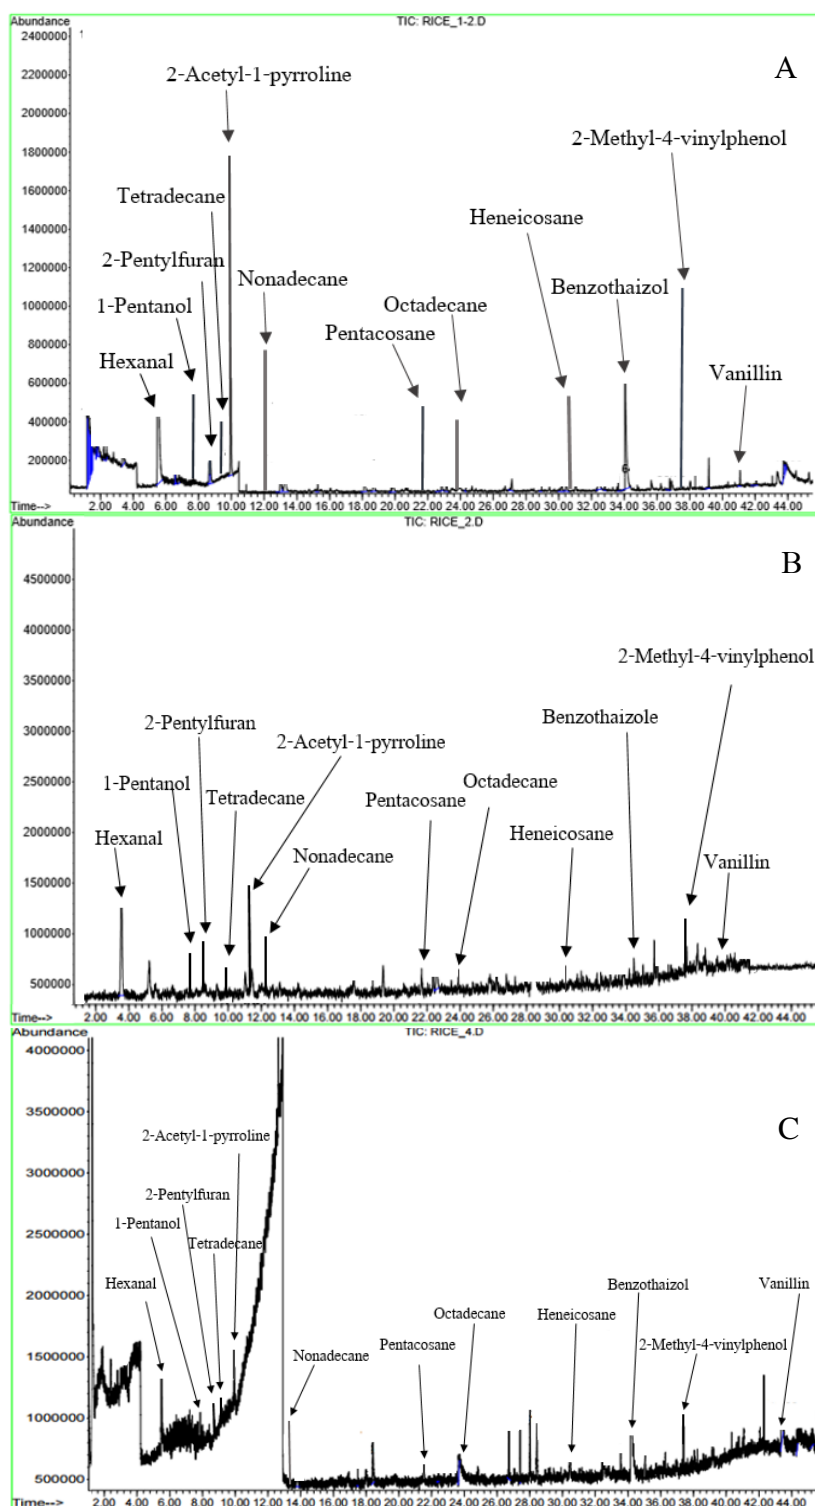 Abundance
TIC: RICE_1-2.D
A
2400000
2200000
2000000
1800000
1600000
1400000
1200000
1000000
800000
600000
400000
200000
2-Acetyl-1-pyrroline
Tetradecane
2-Pentylfuran
1-Pentanol
Hexanal
Nonadecane
Pentacosane
Octadecane
Heneicosane
Benzothaizol
2-Methyl-4-vinylphenol
Vanillin
Time--> 2.00 4.00 6.00 8.00 10.00 12.00 14.00 16.00 18.00 20.00 22.00 24.00 26.00 28.00 30.00 32.00 34.00 36.00 38.00 40.00 42.00 44.00
Abundance
TIC: RICE_2.D
B
4500000
4000000
3500000
3000000
2500000
2000000
1500000
1000000
500000
2-Methyl-4-vinylphenol
Benzothaizole
2-Pentylfuran
2-Acetyl-1-pyrroline
1-Pentanol
Tetradecane
Pentacosane
Octadecane
Hexanal
Nonadecane
Heneicosane
Vanillin
Time--> 2.00 4.00 6.00 8.00 10.00 12.00 14.00 16.00 18.00 20.00 22.00 24.00 26.00 28.00 30.00 32.00 34.00 36.00 38.00 40.00 42.00 44.00
Abundance
TIC: RICE_4.D
C
4000000
3500000
3000000
2500000
2000000
1500000
1000000
500000
2-Acetyl-1-pyrroline
2-Pentylfuran
1-Pentanol
Tetradecane
Hexanal
Nonadecane
Pentacosane
Octadecane
Heneicosane
Benzothaizol
2-Methyl-4-vinylphenol
Vanillin
Time--> 2.00 4.00 6.00 8.00 10.00 12.00 14.00 16.00 18.00 20.00 22.00 24.00 26.00 28.00 30.00 32.00 34.00 36.00 38.00 40.00 42.00 44.00